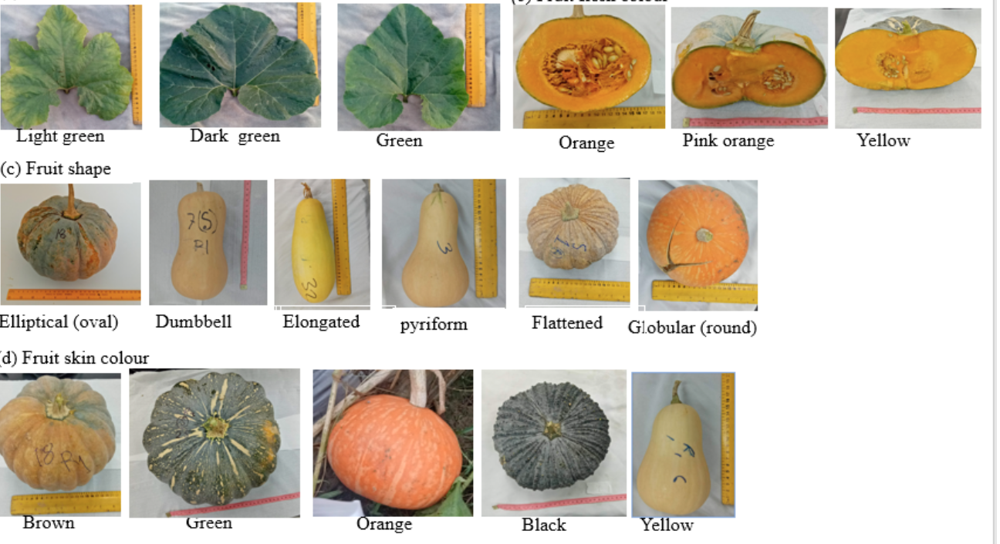 Light green
Dark green
Green
Orange
Pink orange
Yellow
(c) Fruit shape
18
7(S)
P1
32
3
Elliptical (oval)
Dumbbell
Elongated
pyriform
Flattened
Globular (round)
(d) Fruit skin colour
18 P1
Brown
Green
Orange
Black
Yellow